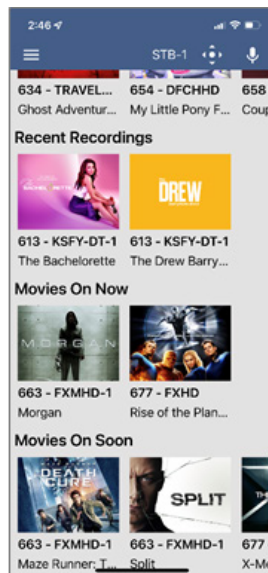 2:46
STB-1
634 - TRAVEL... 654 - DFCHHD 658
Ghost Adventur... My Little Pony F... Coup
Recent Recordings
BACHELORETTE DREW
613 - KSFY-DT-1 613 - KSFY-DT-1
The Bachelorette The Drew Barry...
Movies On Now
MORGAN
663 - FXMHD-1 677 - FXHD
Morgan Rise of the Plan...
Movies On Soon
DEATH CURE SPLIT TH
663 - FXMHD-1 663 - FXMHD-1 677
Maze Runner: T... Split X-Me